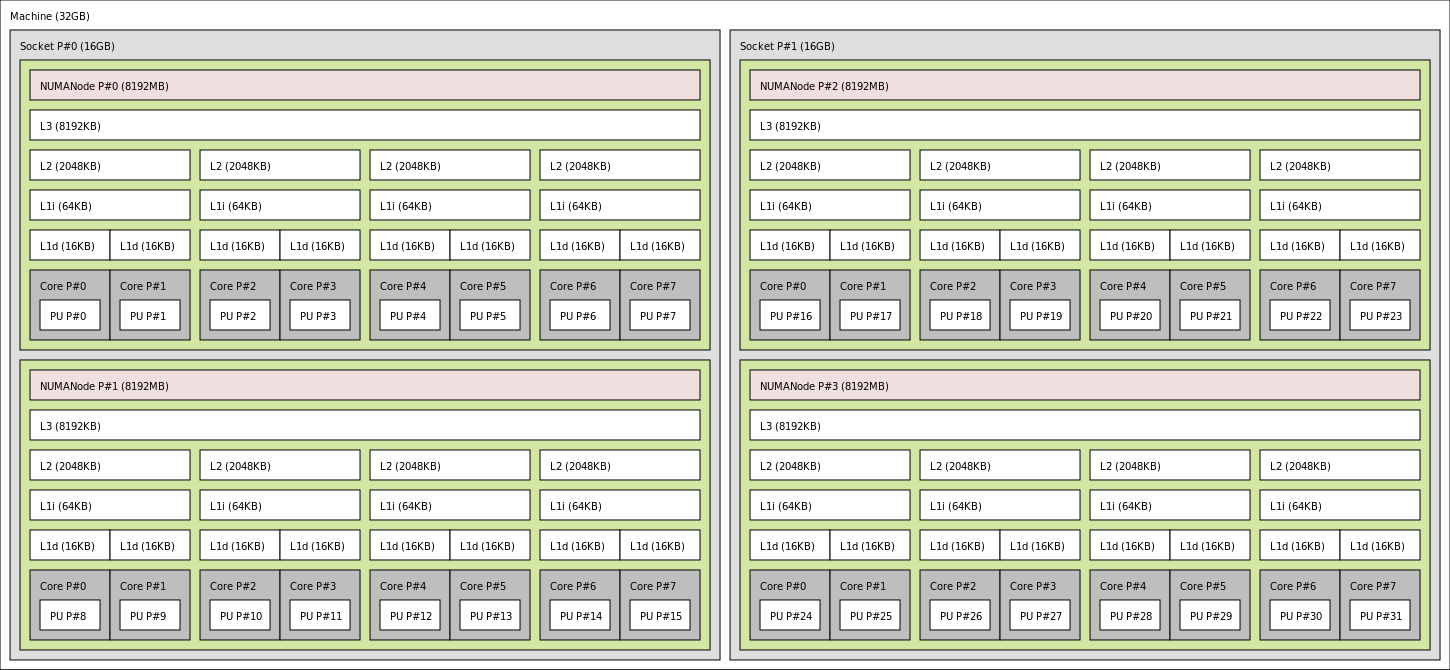 Machine (32GB)
Socket P#0 (16GB)
NUMANode P#0 (8192MB)
L3 (8192KB)
L2 (2048KB) L2 (2048KB) L2 (2048KB) L2 (2048KB)
L1i (64KB) L1i (64KB) L1i (64KB) L1i (64KB)
L1d (16KB) L1d (16KB) L1d (16KB) L1d (16KB) L1d (16KB) L1d (16KB) L1d (16KB) L1d (16KB)
Core P#0 Core P#1 Core P#2 Core P#3 Core P#4 Core P#5 Core P#6 Core P#7
PU P#0 PU P#1 PU P#2 PU P#3 PU P#4 PU P#5 PU P#6 PU P#7
NUMANode P#1 (8192MB)
L3 (8192KB)
L2 (2048KB) L2 (2048KB) L2 (2048KB) L2 (2048KB)
L1i (64KB) L1i (64KB) L1i (64KB) L1i (64KB)
L1d (16KB) L1d (16KB) L1d (16KB) L1d (16KB) L1d (16KB) L1d (16KB) L1d (16KB) L1d (16KB)
Core P#0 Core P#1 Core P#2 Core P#3 Core P#4 Core P#5 Core P#6 Core P#7
PU P#8 PU P#9 PU P#10 PU P#11 PU P#12 PU P#13 PU P#14 PU P#15
Socket P#1 (16GB)
NUMANode P#2 (8192MB)
L3 (8192KB)
L2 (2048KB) L2 (2048KB) L2 (2048KB) L2 (2048KB)
L1i (64KB) L1i (64KB) L1i (64KB) L1i (64KB)
L1d (16KB) L1d (16KB) L1d (16KB) L1d (16KB) L1d (16KB) L1d (16KB) L1d (16KB) L1d (16KB)
Core P#0 Core P#1 Core P#2 Core P#3 Core P#4 Core P#5 Core P#6 Core P#7
PU P#16 PU P#17 PU P#18 PU P#19 PU P#20 PU P#21 PU P#22 PU P#23
NUMANode P#3 (8192MB)
L3 (8192KB)
L2 (2048KB) L2 (2048KB) L2 (2048KB) L2 (2048KB)
L1i (64KB) L1i (64KB) L1i (64KB) L1i (64KB)
L1d (16KB) L1d (16KB) L1d (16KB) L1d (16KB) L1d (16KB) L1d (16KB) L1d (16KB) L1d (16KB)
Core P#0 Core P#1 Core P#2 Core P#3 Core P#4 Core P#5 Core P#6 Core P#7
PU P#24 PU P#25 PU P#26 PU P#27 PU P#28 PU P#29 PU P#30 PU P#31